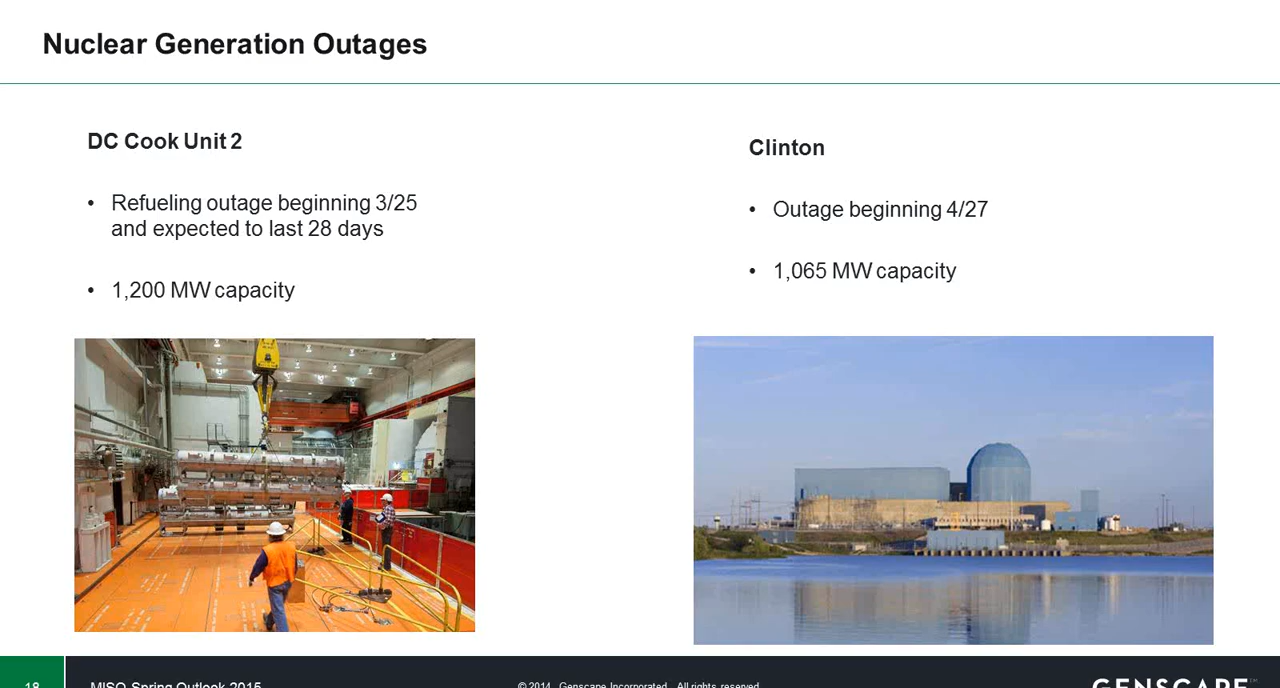 Nuclear Generation Outages
DC Cook Unit 2
• Refueling outage beginning 3/25
and expected to last 28 days
• 1,200 MW capacity
Clinton
• Outage beginning 4/27
• 1,065 MW capacity
18
MISO Spring Outlook 2015
© 2014 Genscape Incorporated. All rights reserved.
GENSCAPE™